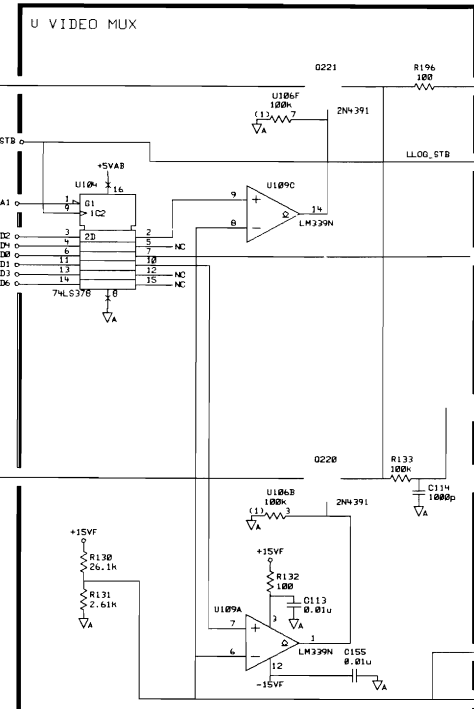 U VIDEO MUX
Q221
R196
100
U106F
100k
(1) 7
A
2N4391
STB
LLOG_STB
+5VAB
U104
16
U109C
A1
1
G1
9
1C2
9
+
14
8
-
LM339N
D2
3
2D
2
D4
4
5
NC
D0
6
7
D1
11
10
D3
13
12
NC
D6
14
15
NC
74LS378
8
A
Q220
R133
100k
C114
1000p
A
U106B
100k
(1) 3
A
2N4391
+15VF
R130
26.1k
R131
2.61k
A
+15VF
R132
100
C113
0.01u
A
U109A
3
7
+
1
6
-
LM339N
12
-15VF
C155
0.01u
A